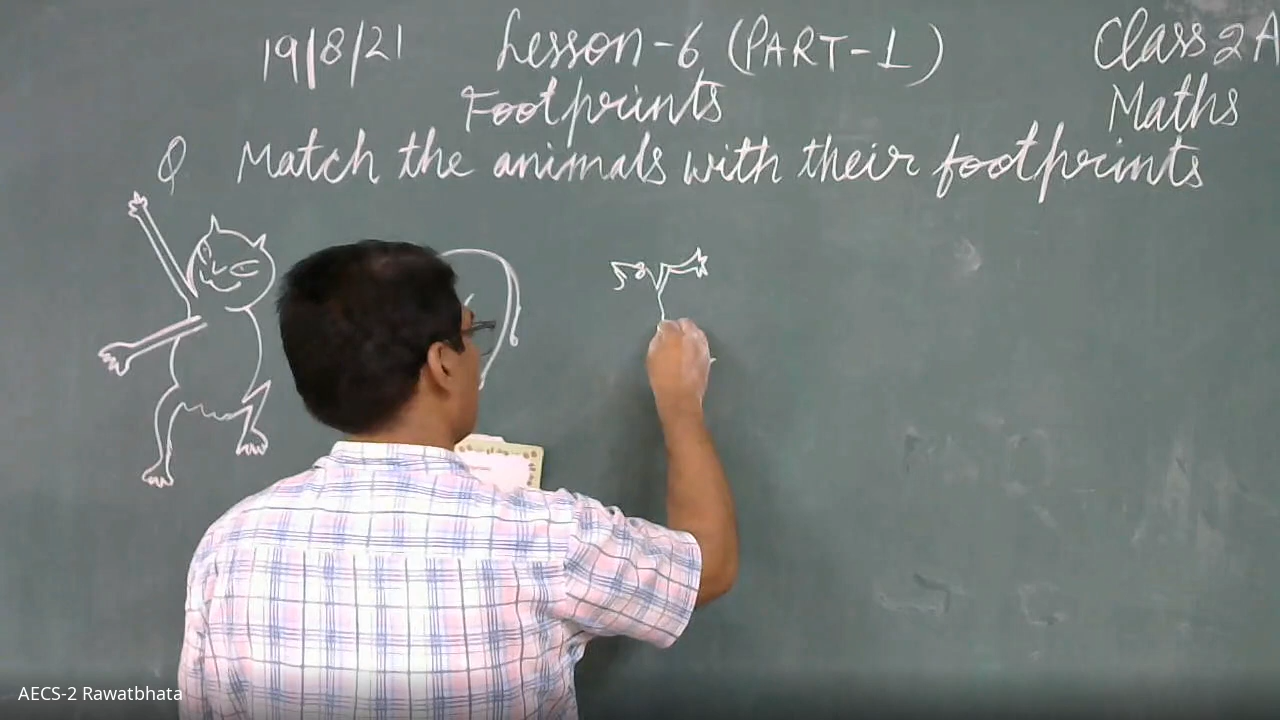 19/8/21 Lesson-6 (PART-1) Class 2A
Footprints Maths
Q Match the animals with their footprints
AECS-2 Rawatbhata